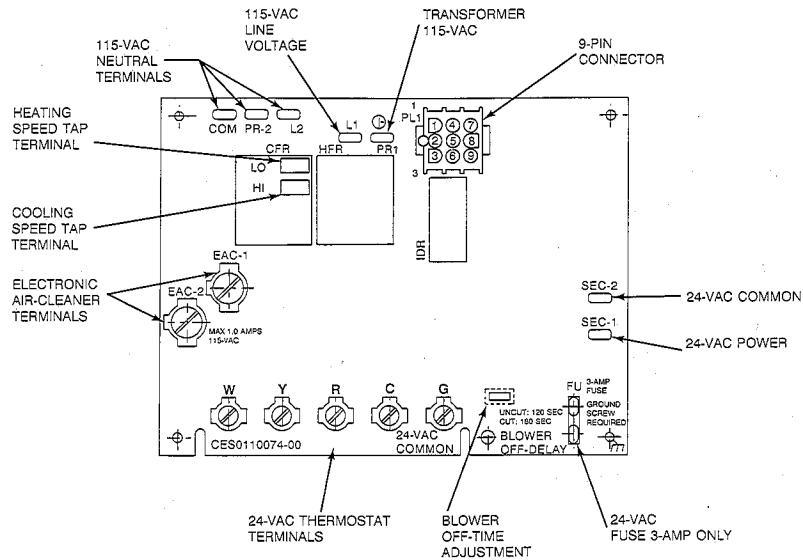 115-VAC
NEUTRAL
TERMINALS
115-VAC
LINE
VOLTAGE
TRANSFORMER
115-VAC
9-PIN
CONNECTOR
HEATING
SPEED TAP
TERMINAL
COOLING
SPEED TAP
TERMINAL
ELECTRONIC
AIR-CLEANER
TERMINALS
COM PR-2 L2
L1
PR1
1
PL1
1 4 7
2 5 8
3 6 9
3
CFR
HFR
LO
HI
IDR
EAC-1
EAC-2
MAX 1.0 AMPS
115-VAC
SEC-2
24-VAC COMMON
SEC-1
24-VAC POWER
W Y R C G
CES0110074-00
24-VAC
COMMON
UNCUT: 120 SEC
CUT: 180 SEC
BLOWER
OFF-DELAY
FU
3-AMP
FUSE
GROUND
SCREW
REQUIRED
24-VAC THERMOSTAT
TERMINALS
BLOWER
OFF-TIME
ADJUSTMENT
24-VAC
FUSE 3-AMP ONLY